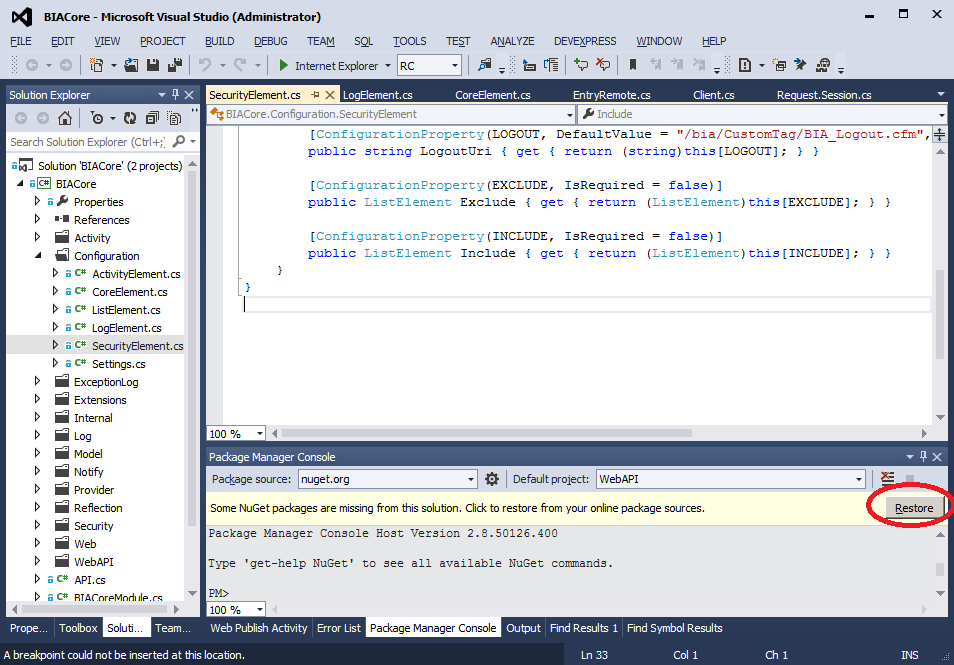 BIACore - Microsoft Visual Studio (Administrator)
FILE EDIT VIEW PROJECT BUILD DEBUG TEAM SQL TOOLS TEST ANALYZE DEVEXPRESS WINDOW HELP
Internet Explorer RC
Solution Explorer
Search Solution Explorer (Ctrl+;
Solution 'BIACore' (2 projects)
C# BIACore
Properties
References
Activity
Configuration
C# ActivityElement.cs
C# CoreElement.cs
C# ListElement.cs
C# LogElement.cs
C# SecurityElement.cs
C# Settings.cs
ExceptionLog
Extensions
Internal
Log
Model
Notify
Provider
Reflection
Security
Web
WebAPI
C# API.cs
C# BIACoreModule.cs
Prope... Toolbox Soluti... Team...
SecurityElement.cs LogElement.cs CoreElement.cs EntryRemote.cs Client.cs Request.Session.cs
BIACore.Configuration.SecurityElement Include
[ConfigurationProperty(LOGOUT, DefaultValue = "/bia/CustomTag/BIA_Logout.cfm",
public string LogoutUri { get { return (string)this[LOGOUT]; } }
[ConfigurationProperty(EXCLUDE, IsRequired = false)]
public ListElement Exclude { get { return (ListElement)this[EXCLUDE]; } }
[ConfigurationProperty(INCLUDE, IsRequired = false)]
public ListElement Include { get { return (ListElement)this[INCLUDE]; } }
}
}
100 %
Package Manager Console
Package source: nuget.org Default project: WebAPI
Some NuGet packages are missing from this solution. Click to restore from your online package sources. Restore
Package Manager Console Host Version 2.8.50126.400
Type 'get-help NuGet' to see all available NuGet commands.
PM>
100 %
Web Publish Activity Error List Package Manager Console Output Find Results 1 Find Symbol Results
A breakpoint could not be inserted at this location. Ln 33 Col 1 Ch 1 INS